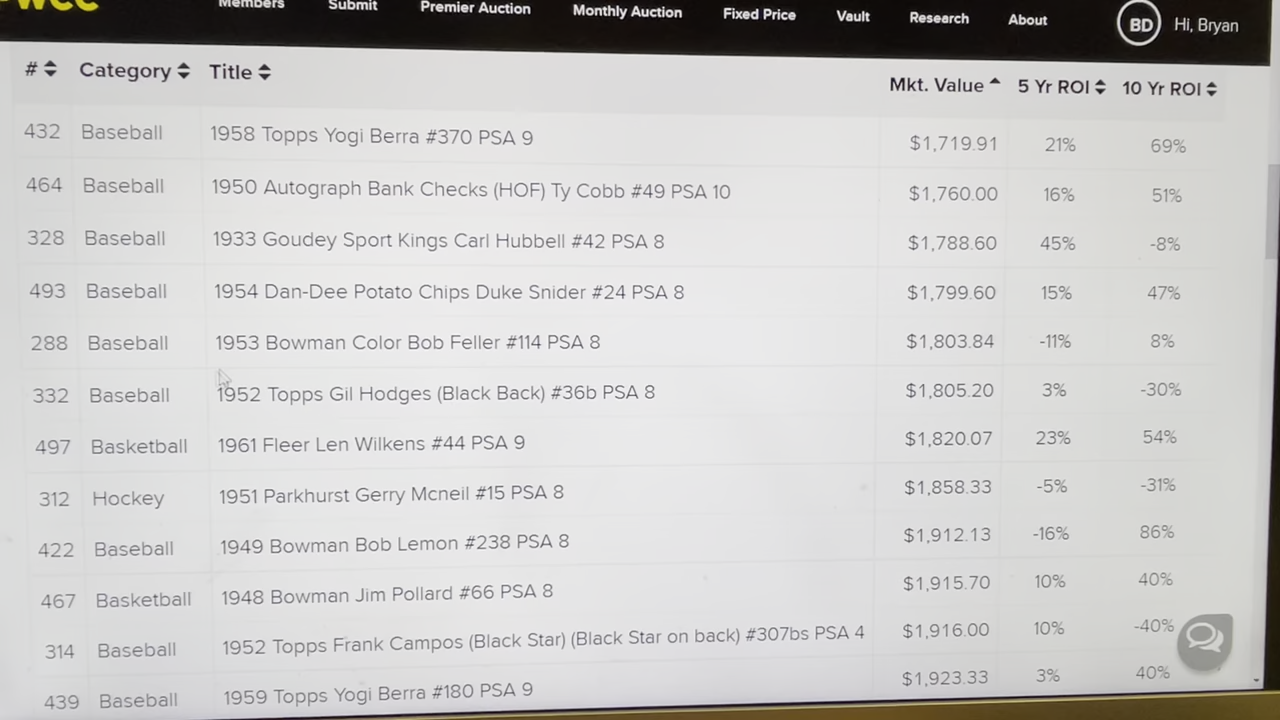 Members Submit Premier Auction Monthly Auction Fixed Price Vault Research About BD Hi, Bryan
# Category Title Mkt. Value 5 Yr ROI 10 Yr ROI
432 Baseball 1958 Topps Yogi Berra #370 PSA 9 $1,719.91 21% 69%
464 Baseball 1950 Autograph Bank Checks (HOF) Ty Cobb #49 PSA 10 $1,760.00 16% 51%
328 Baseball 1933 Goudey Sport Kings Carl Hubbell #42 PSA 8 $1,788.60 45% -8%
493 Baseball 1954 Dan-Dee Potato Chips Duke Snider #24 PSA 8 $1,799.60 15% 47%
288 Baseball 1953 Bowman Color Bob Feller #114 PSA 8 $1,803.84 -11% 8%
332 Baseball 1952 Topps Gil Hodges (Black Back) #36b PSA 8 $1,805.20 3% -30%
497 Basketball 1961 Fleer Len Wilkens #44 PSA 9 $1,820.07 23% 54%
312 Hockey 1951 Parkhurst Gerry Mcneil #15 PSA 8 $1,858.33 -5% -31%
422 Baseball 1949 Bowman Bob Lemon #238 PSA 8 $1,912.13 -16% 86%
467 Basketball 1948 Bowman Jim Pollard #66 PSA 8 $1,915.70 10% 40%
314 Baseball 1952 Topps Frank Campos (Black Star) (Black Star on back) #307bs PSA 4 $1,916.00 10% -40%
439 Baseball 1959 Topps Yogi Berra #180 PSA 9 $1,923.33 3% 40%